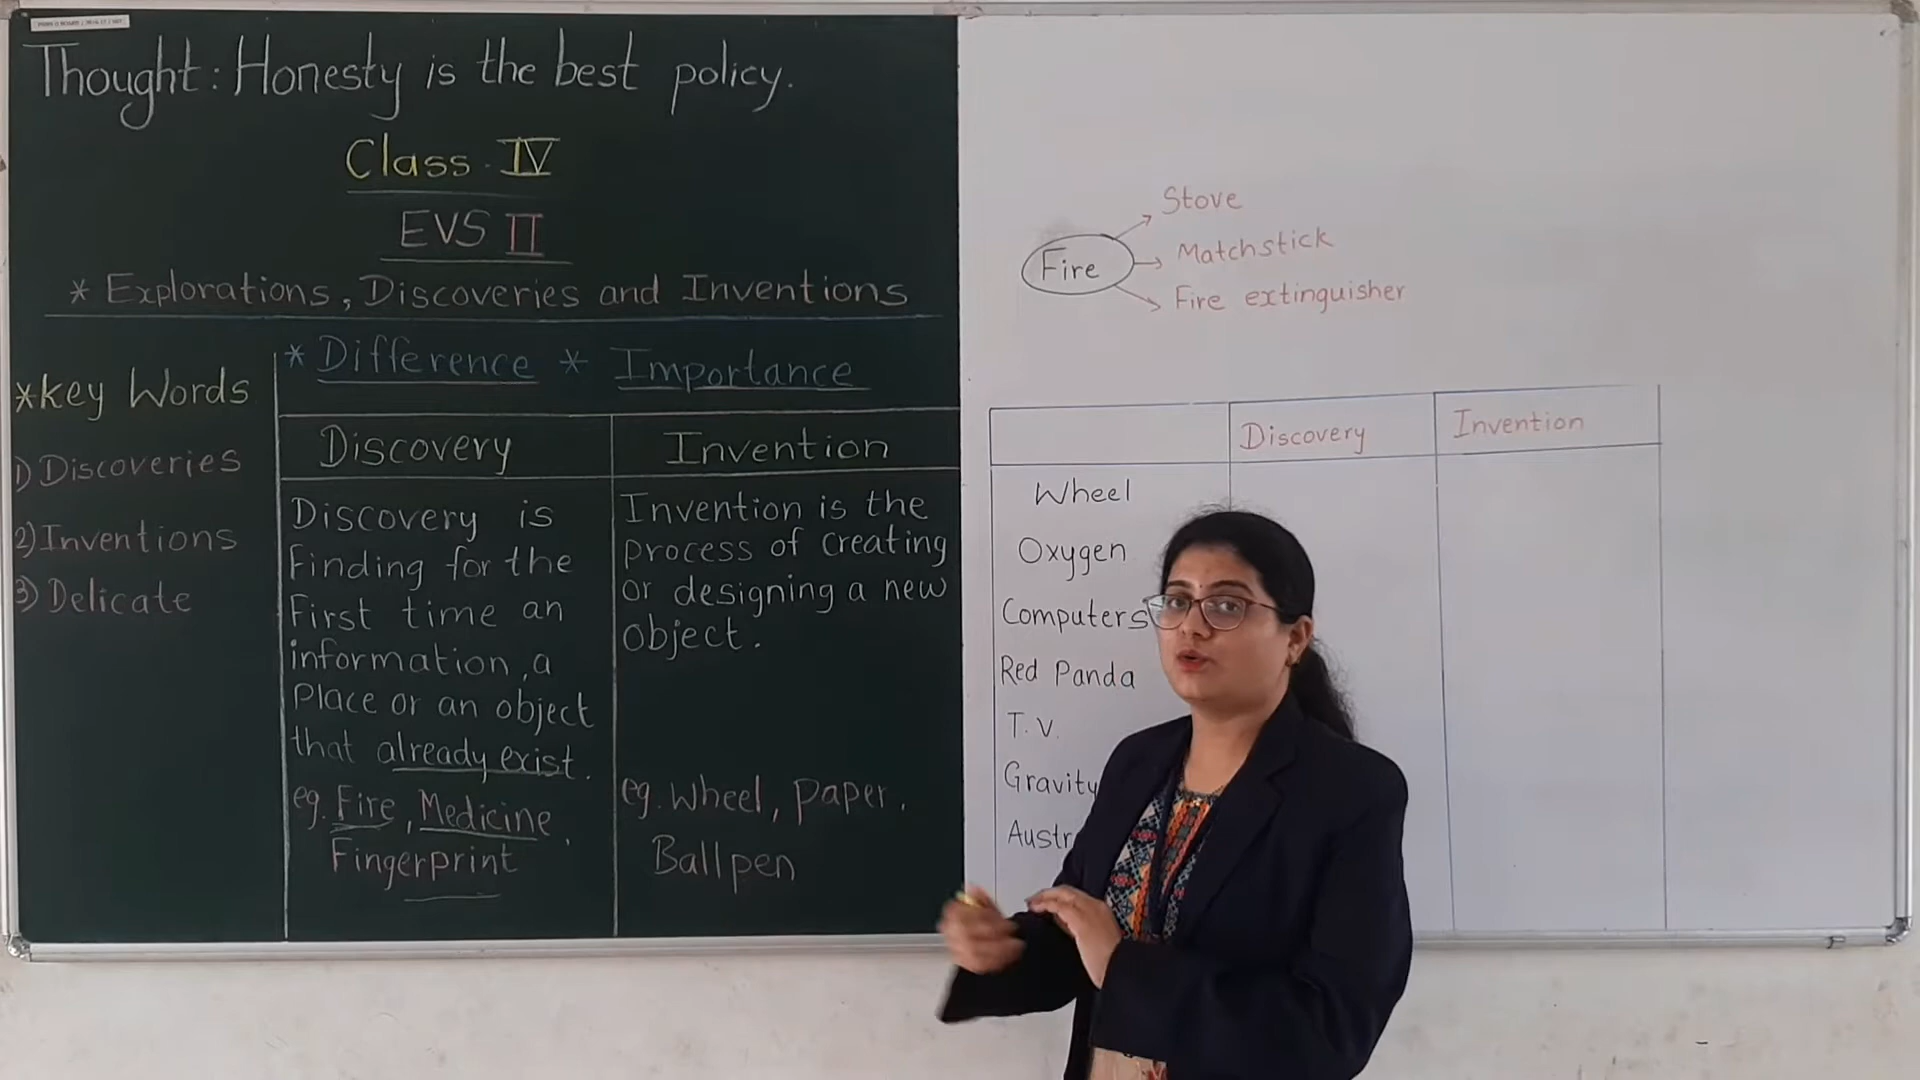 Thought: Honesty is the best policy.
Class - IV
EVS II
* Explorations, Discoveries and Inventions
* Difference * Importance
*Key Words
1) Discoveries
2) Inventions
3) Delicate
Discovery
Discovery is
finding for the
first time an
information, a
Place or an object
that already exist.
eg. Fire, Medicine,
Fingerprint
Invention
Invention is the
process of creating
or designing a new
object.
eg. Wheel, paper,
Ball pen
Fire
Stove
Matchstick
Fire extinguisher
Discovery Invention
Wheel
Oxygen
Computers
Red Panda
T.V.
Gravity